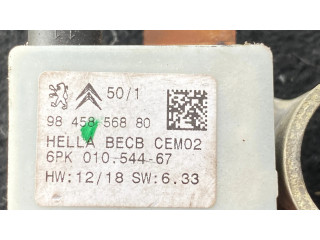 50/1
98 458 568 80
HELLA BECB CEM02
6PK 010.544-67
HW:12/18 SW:6.33